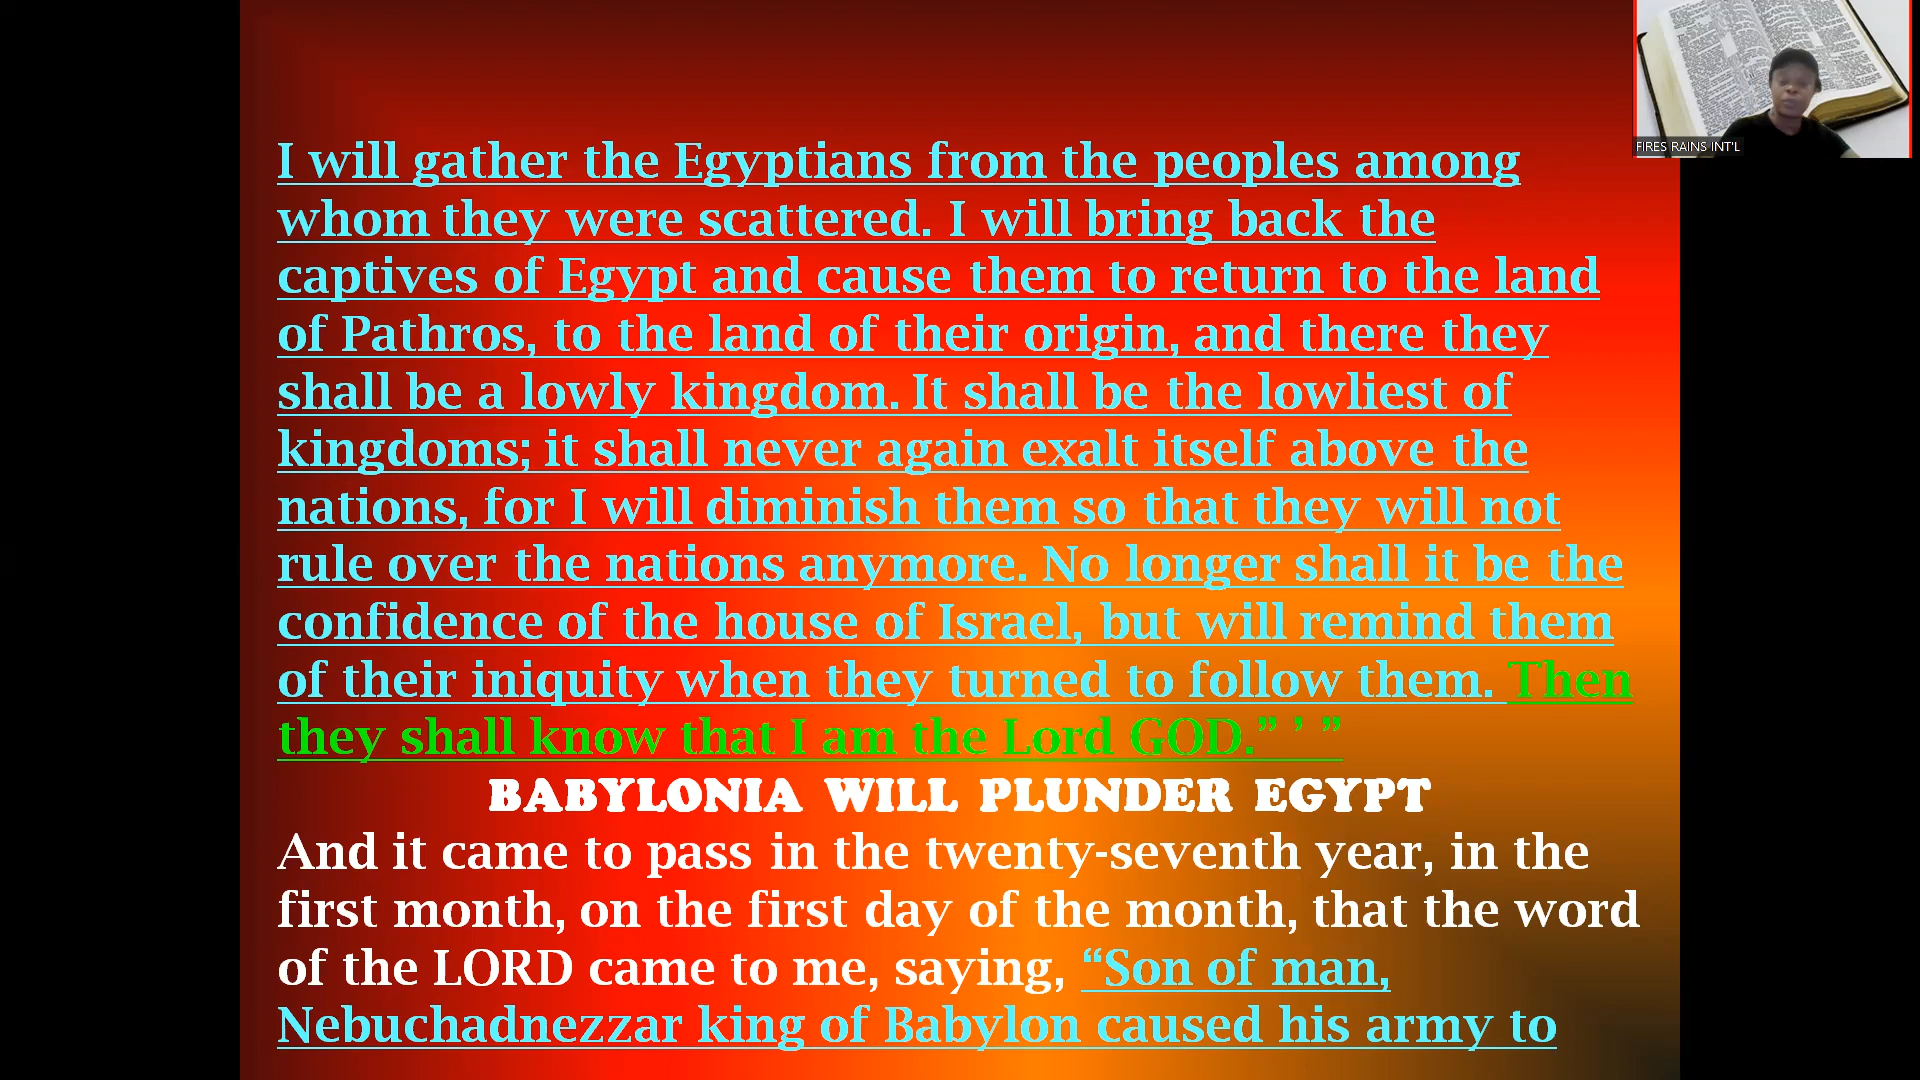 I will gather the Egyptians from the peoples among
whom they were scattered. I will bring back the
captives of Egypt and cause them to return to the land
of Pathros, to the land of their origin, and there they
shall be a lowly kingdom. It shall be the lowliest of
kingdoms; it shall never again exalt itself above the
nations, for I will diminish them so that they will not
rule over the nations anymore. No longer shall it be the
confidence of the house of Israel, but will remind them
of their iniquity when they turned to follow them. Then
they shall know that I am the Lord GOD.” ’ ”
BABYLONIA WILL PLUNDER EGYPT
And it came to pass in the twenty-seventh year, in the
first month, on the first day of the month, that the word
of the LORD came to me, saying, “Son of man,
Nebuchadnezzar king of Babylon caused his army to
FIRES RAINS INT'L